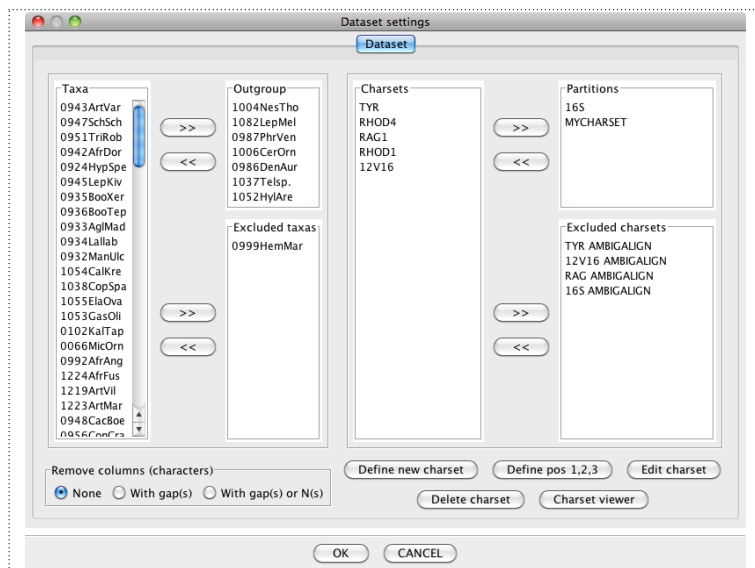 Dataset settings
Dataset
Taxa
0943ArtVar
0947SchSch
0951TriRob
0942AfrDor
0924HypSpe
0945LepKiv
0935BooXer
0936BooTep
0933AglMad
0934Lallab
0932ManUlc
1054CalKre
1038CopSpa
1055ElaOva
1053GasOli
0102KalTap
0066MicOrn
0992AfrAng
1224AfrFus
1219ArtVil
1223ArtMar
0948CacBoe
0956ConCra
>>
<<
>>
<<
Outgroup
1004NesTho
1082LepMel
0987PhrVen
1006CerOrn
0986DenAur
1037Telsp.
1052HylAre
Excluded taxas
0999HemMar
Charsets
TYR
RHOD4
RAG1
RHOD1
12V16
>>
<<
>>
<<
Partitions
16S
MYCHARSET
Excluded charsets
TYR AMBIGALIGN
12V16 AMBIGALIGN
RAG AMBIGALIGN
16S AMBIGALIGN
Remove columns (characters)
None With gap(s) With gap(s) or N(s)
Define new charset Define pos 1,2,3 Edit charset
Delete charset Charset viewer
OK CANCEL